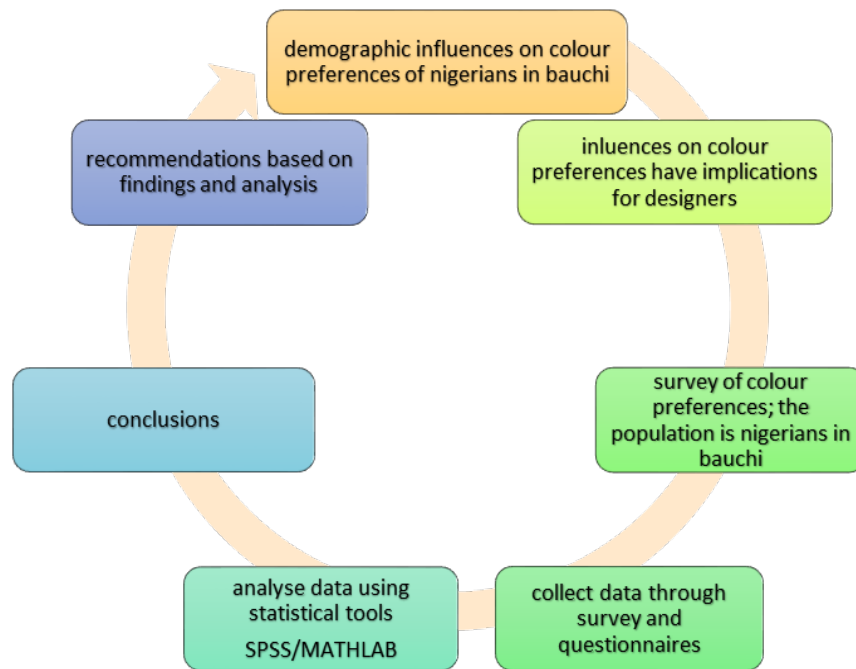 demographic influences on colour
preferences of nigerians in bauchi
inluences on colour
preferences have implications
for designers
survey of colour
preferences; the
population is nigerians in
bauchi
collect data through
survey and
questionnaires
analyse data using
statistical tools
SPSS/MATHLAB
conclusions
recommendations based on
findings and analysis